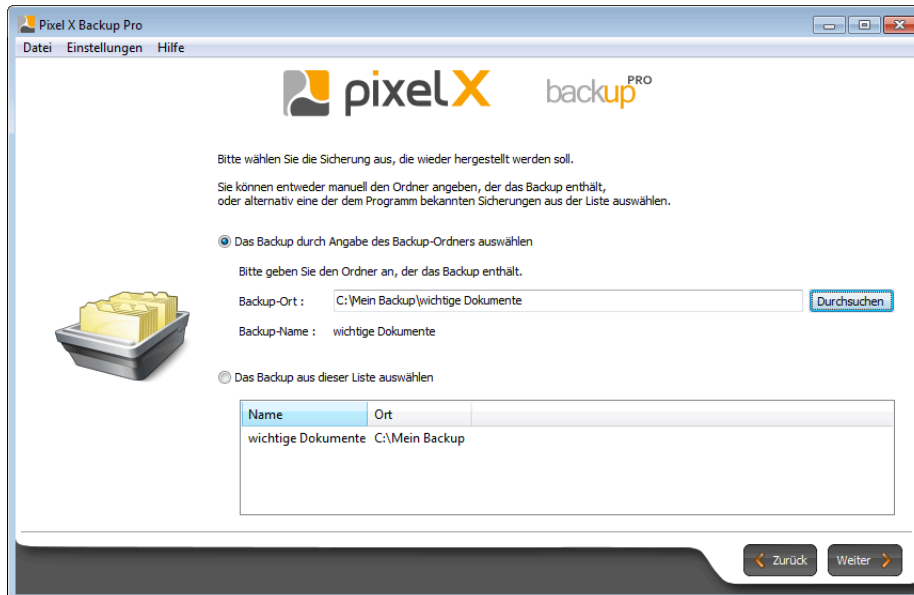 Pixel X Backup Pro
Datei Einstellungen Hilfe
pixelX backup PRO
Bitte wählen Sie die Sicherung aus, die wieder hergestellt werden soll.
Sie können entweder manuell den Ordner angeben, der das Backup enthält,
oder alternativ eine der dem Programm bekannten Sicherungen aus der Liste auswählen.
Das Backup durch Angabe des Backup-Ordners auswählen
Bitte geben Sie den Ordner an, der das Backup enthält.
Backup-Ort : C:\Mein Backup\wichtige Dokumente Durchsuchen
Backup-Name : wichtige Dokumente
Das Backup aus dieser Liste auswählen
Name Ort
wichtige Dokumente C:\Mein Backup
Zurück Weiter